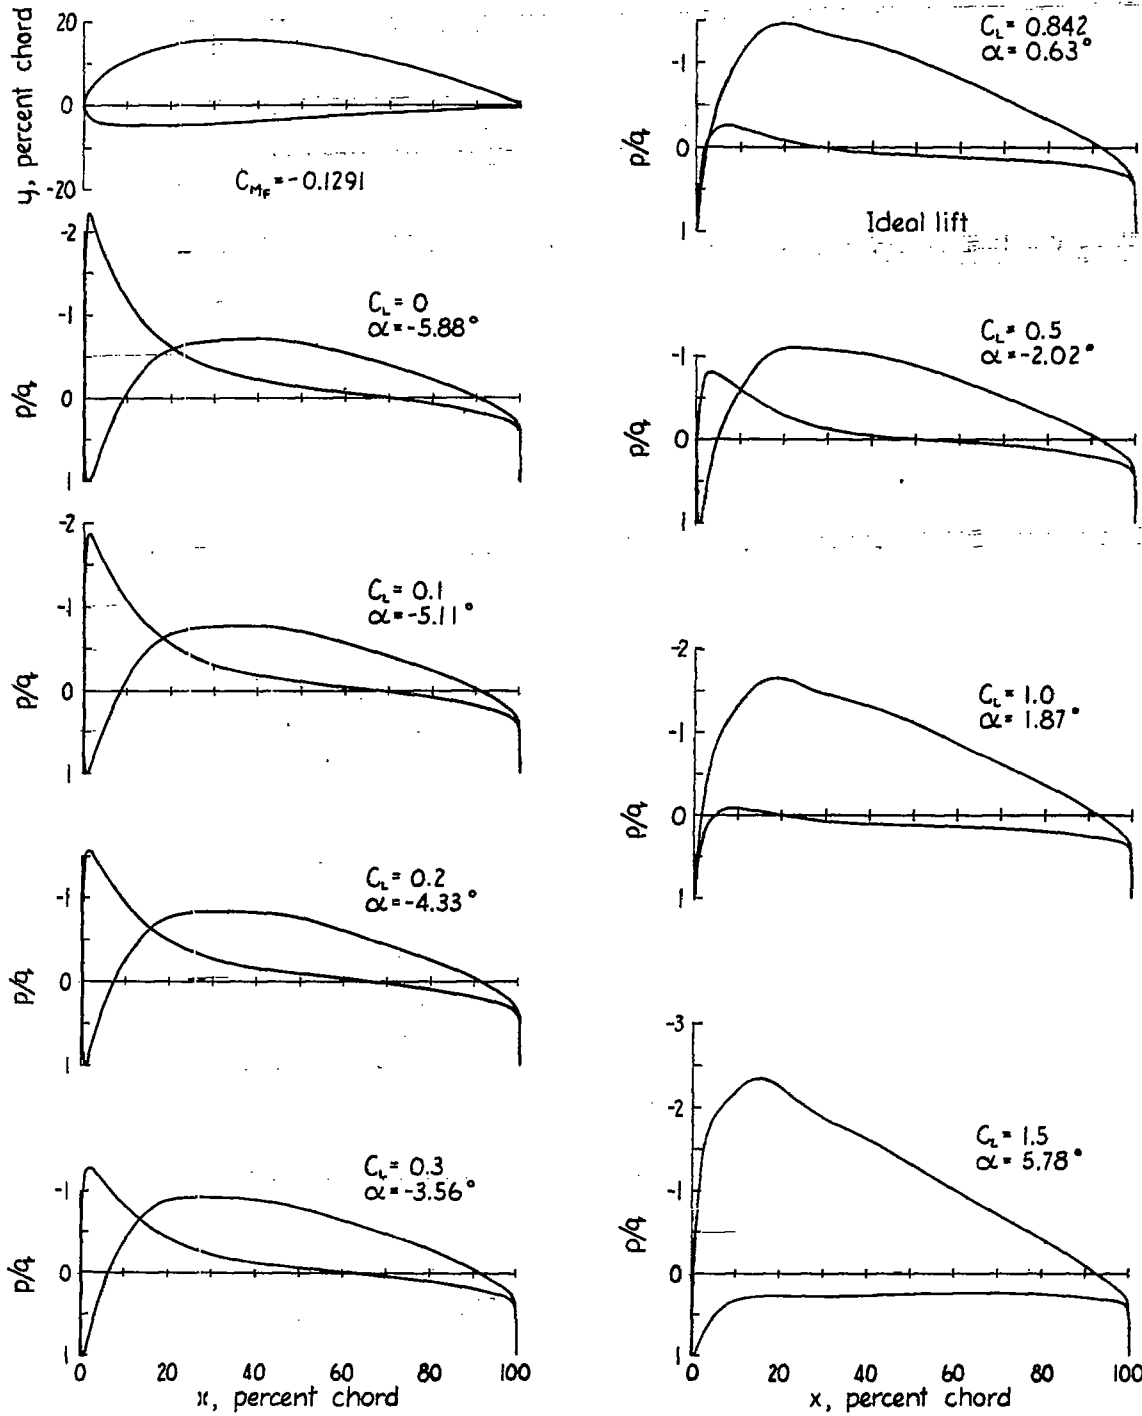 y, percent chord
20
0
-20
C_MF = -0.1291
p/q
-2
-1
0
1
C_L = 0
α = -5.88°
p/q
-2
-1
0
1
C_L = 0.1
α = -5.11°
p/q
-1
0
1
C_L = 0.2
α = -4.33°
p/q
-1
0
1
C_L = 0.3
α = -3.56°
0 20 40 60 80 100
x, percent chord
p/q
-1
0
1
C_L = 0.842
α = 0.63°
Ideal lift
p/q
-1
0
1
C_L = 0.5
α = -2.02°
p/q
-2
-1
0
1
C_L = 1.0
α = 1.87°
p/q
-3
-2
-1
0
1
C_L = 1.5
α = 5.78°
0 20 40 60 80 100
x, percent chord